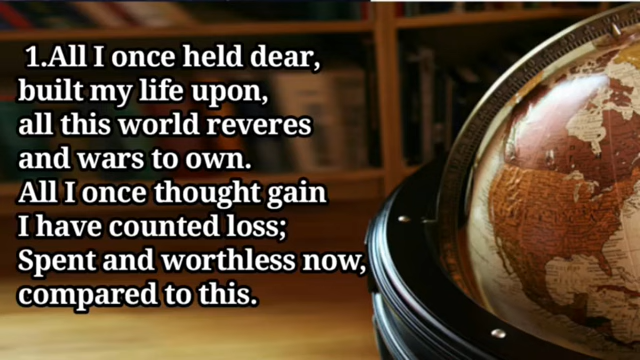 1.All I once held dear,
built my life upon,
all this world reveres
and wars to own.
All I once thought gain
I have counted loss;
Spent and worthless now,
compared to this.